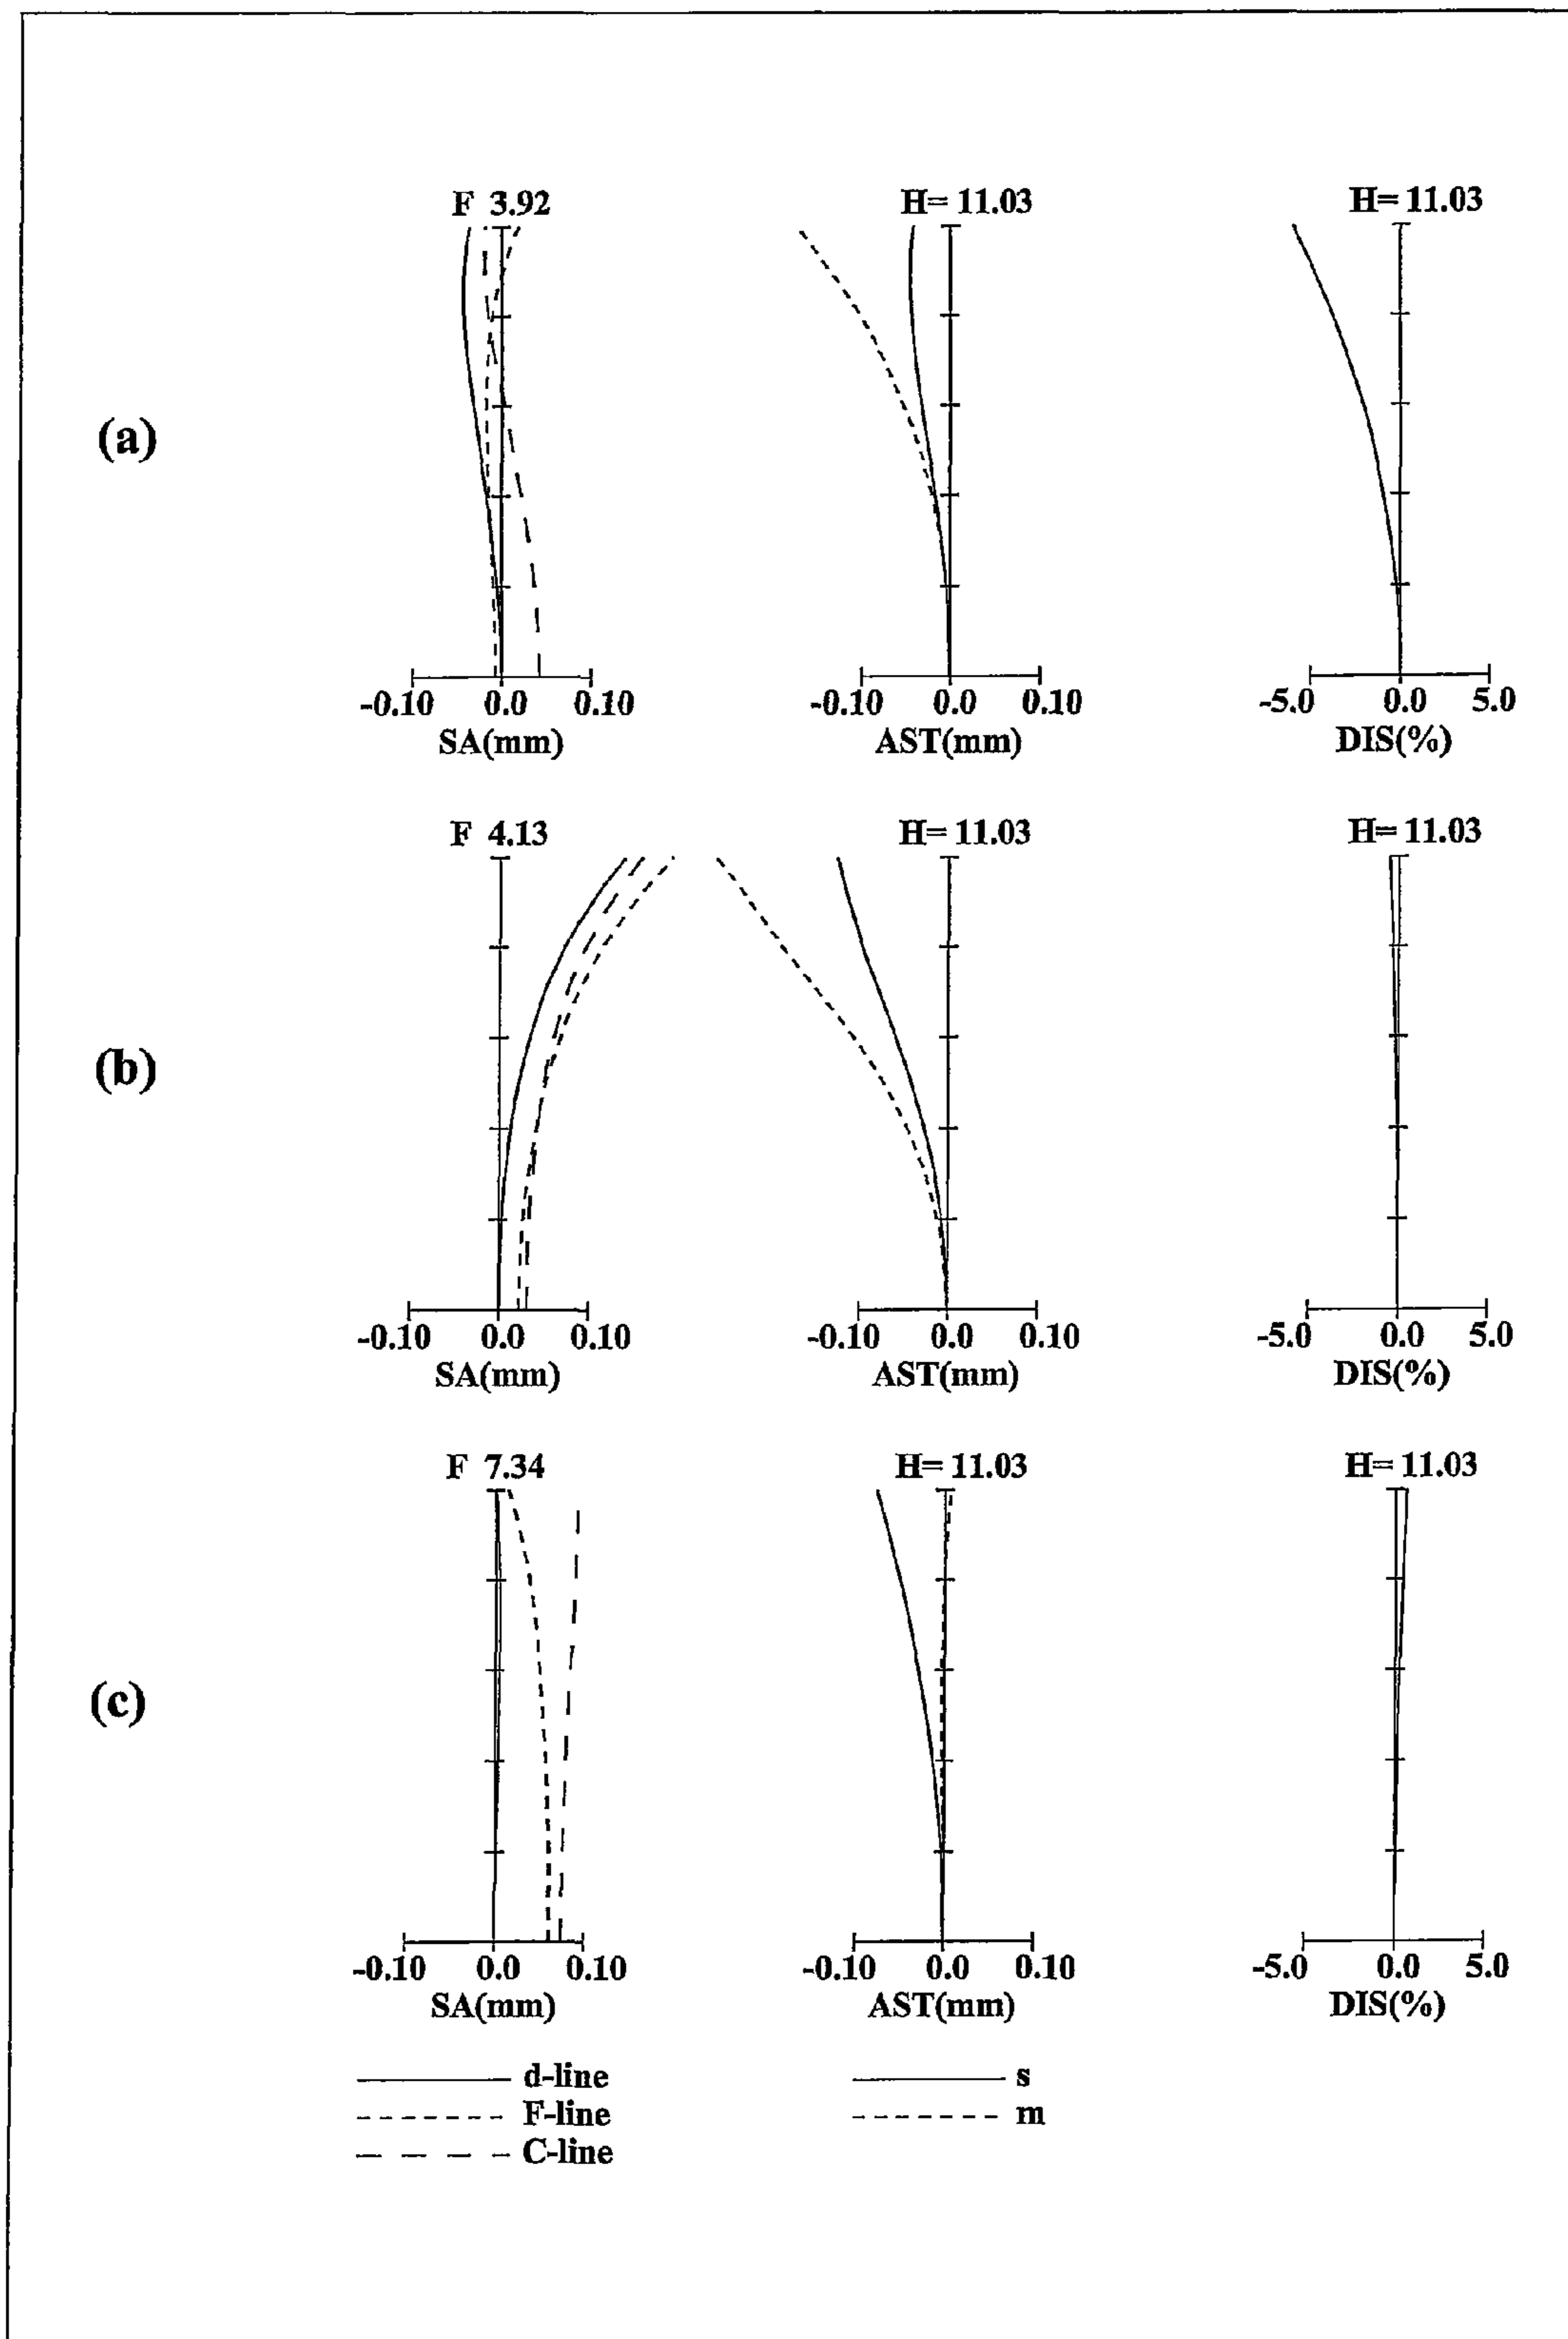 F 3.92 H= 11.03 H= 11.03
(a)
-0.10 0.0 0.10 -0.10 0.0 0.10 -5.0 0.0 5.0
SA(mm) AST(mm) DIS(%)
F 4.13 H= 11.03 H= 11.03
(b)
-0.10 0.0 0.10 -0.10 0.0 0.10 -5.0 0.0 5.0
SA(mm) AST(mm) DIS(%)
F 7.34 H= 11.03 H= 11.03
(c)
-0.10 0.0 0.10 -0.10 0.0 0.10 -5.0 0.0 5.0
SA(mm) AST(mm) DIS(%)
d-line s
F-line m
C-line